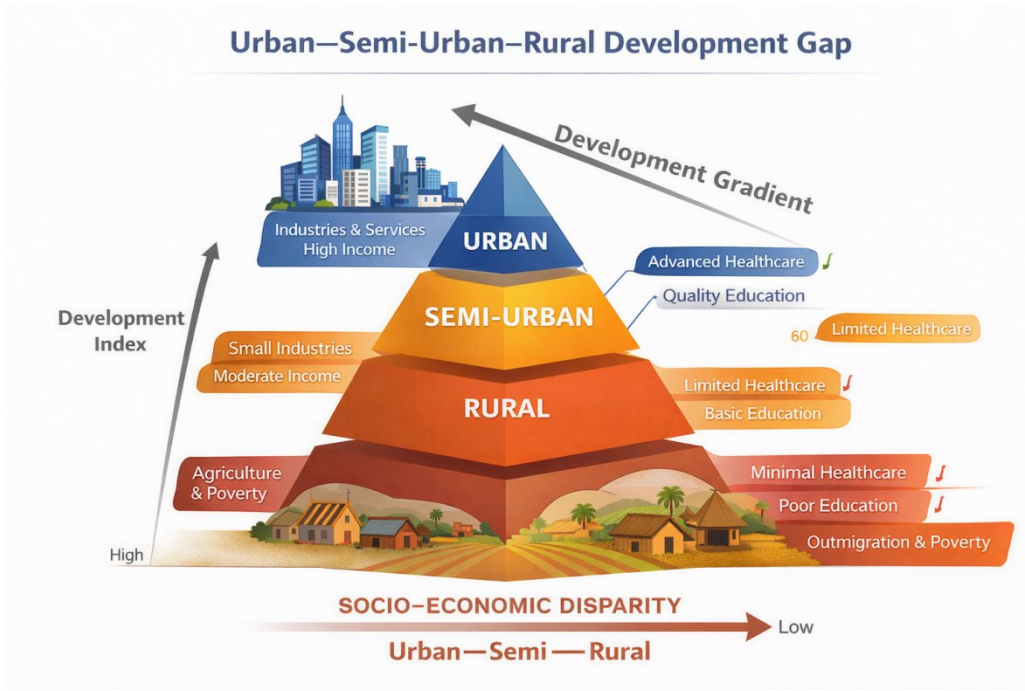 Urban—Semi-Urban–Rural Development Gap
Development Gradient
Industries & Services
High Income
URBAN
Advanced Healthcare
Quality Education
Development
Index
SEMI-URBAN
60 Limited Healthcare
Small Industries
Moderate Income
Limited Healthcare
Basic Education
RURAL
Agriculture
& Poverty
Minimal Healthcare
Poor Education
Outmigration & Poverty
High
SOCIO–ECONOMIC DISPARITY
Low
Urban — Semi — Rural